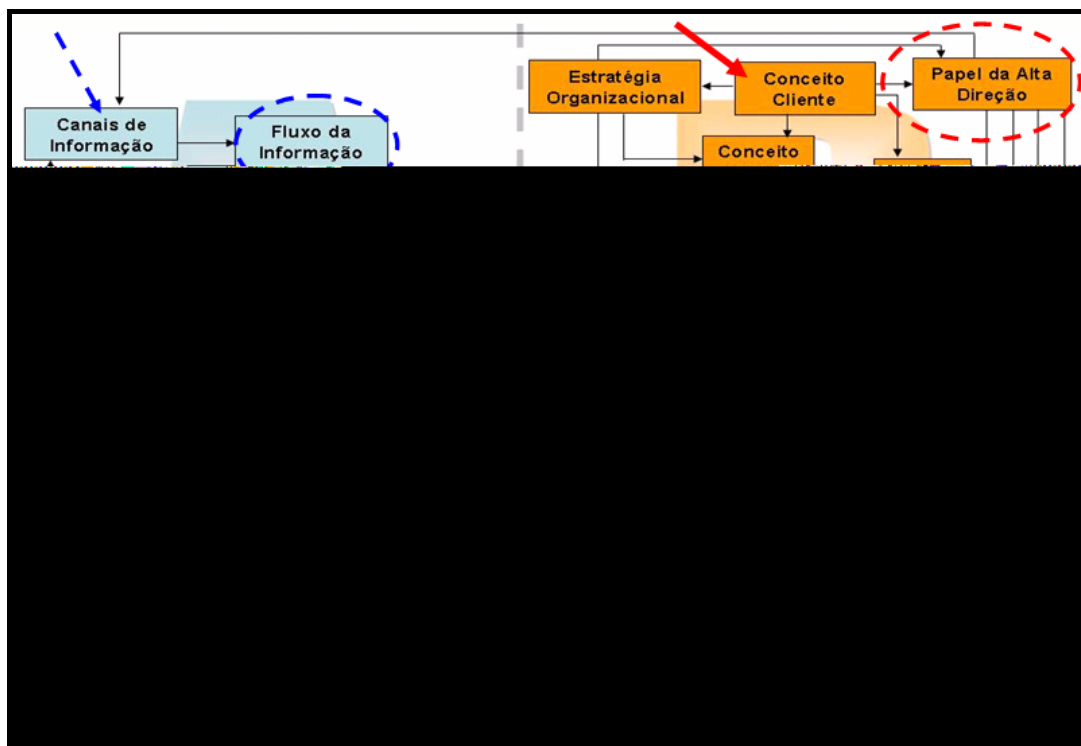 Canais de
Informação
Fluxo da
Informação
Estratégia
Organizacional
Conceito
Cliente
Papel da Alta
Direção
Conceito